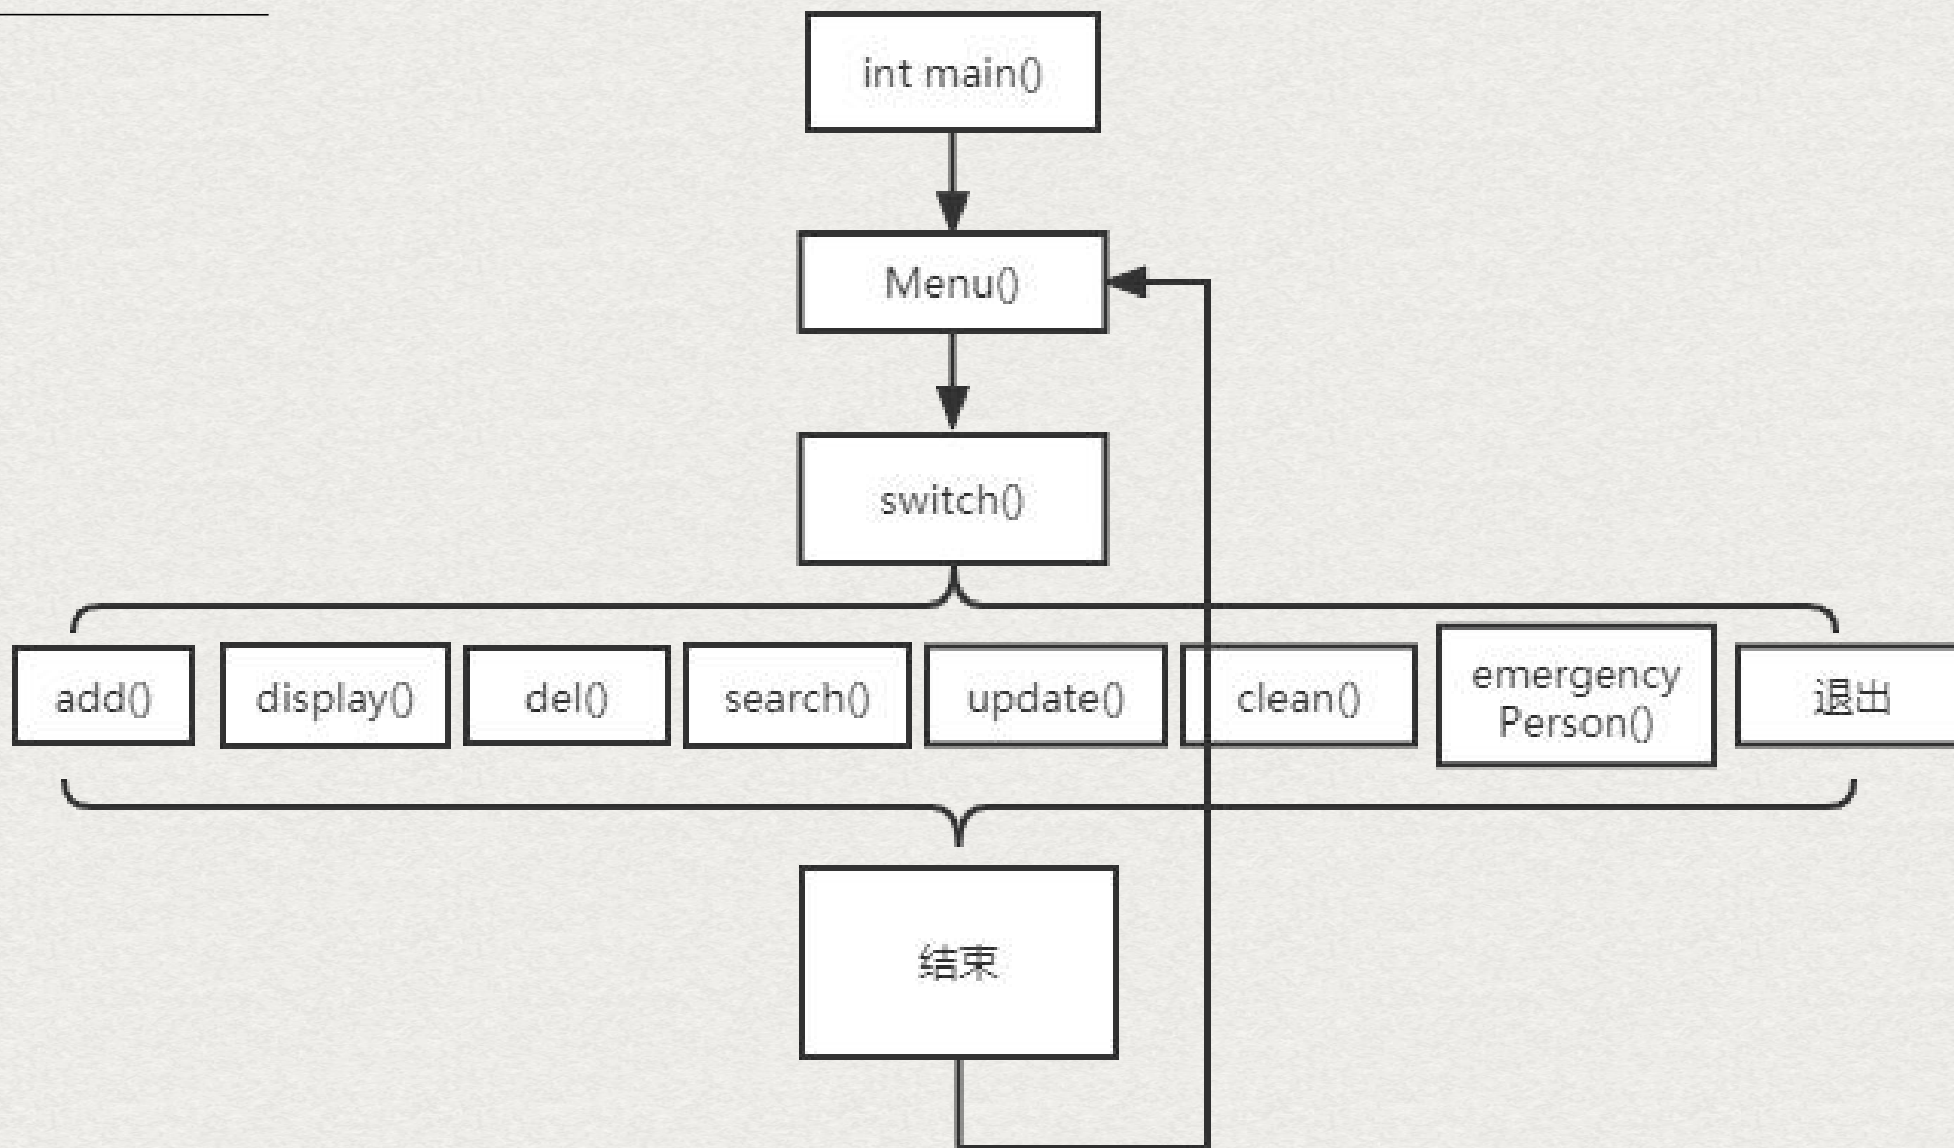 int main()
Menu()
switch()
add()
display()
del()
search()
update()
clean()
emergency
Person()
退出
结束